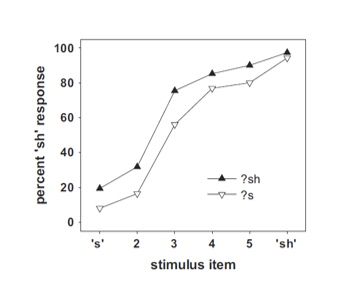 percent 'sh' response
100
80
60
40
20
0
?sh
?s
's' 2 3 4 5 'sh'
stimulus item